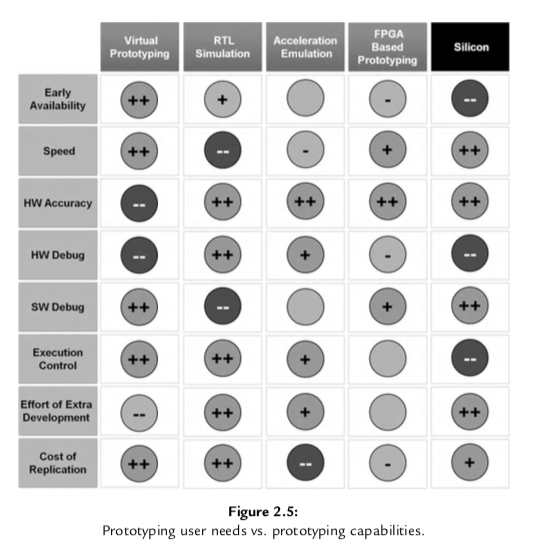 Virtual Prototyping RTL Simulation Acceleration Emulation FPGA Based Prototyping Silicon
Early Availability ++ + - --
Speed ++ -- - + ++
HW Accuracy -- ++ ++ ++ ++
HW Debug -- ++ + - --
SW Debug ++ -- + ++
Execution Control ++ ++ + --
Effort of Extra Development -- ++ + ++
Cost of Replication ++ ++ -- - +
Figure 2.5:
Prototyping user needs vs. prototyping capabilities.